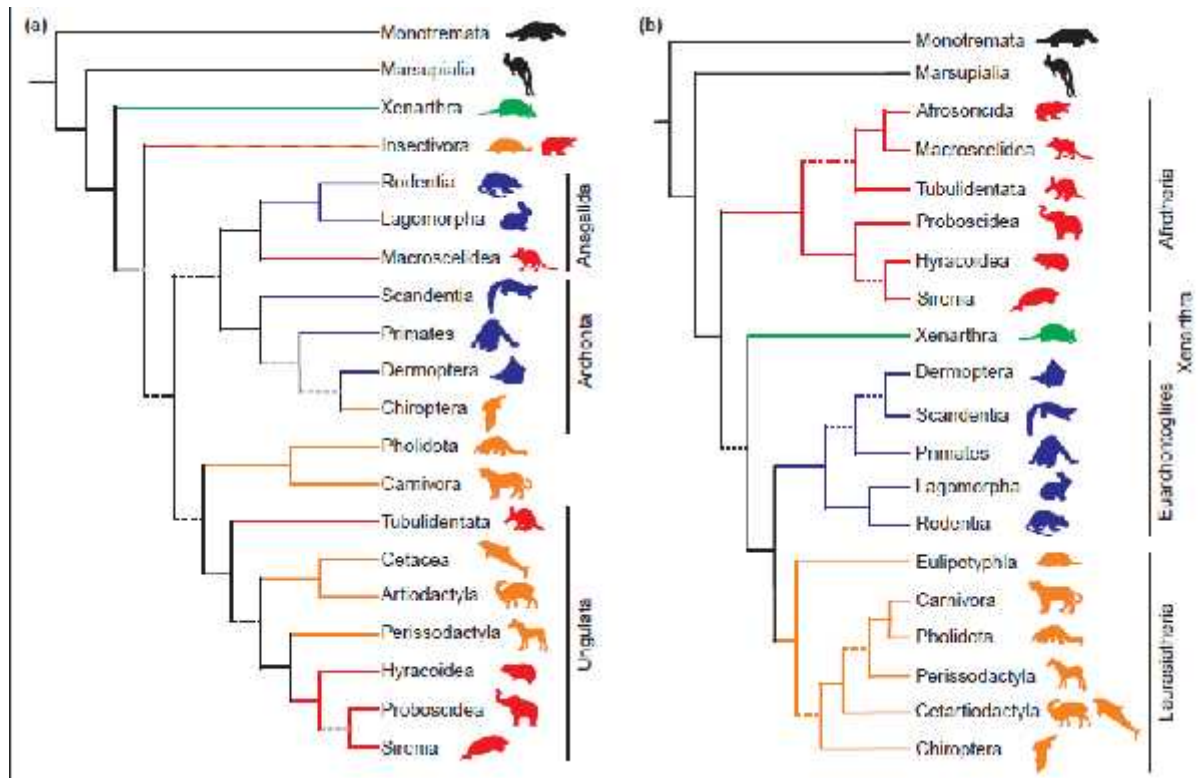 (a)
Monotremata
Marsupialia
Xenarthra
Insectivora
Rodentia
Lagomorpha
Macroscelidea
Scandentia
Primates
Dermoptera
Chiroptera
Pholidota
Carnivora
Tubulidentata
Cetacea
Artiodactyla
Perissodactyla
Hyracoidea
Proboscidea
Sirenia
Anagalida
Archonta
Ungulata
(b)
Monotremata
Marsupialia
Afrosoricida
Macroscelidea
Tubulidentata
Proboscidea
Hyracoidea
Sirenia
Xenarthra
Dermoptera
Scandentia
Primates
Lagomorpha
Rodentia
Eulipotyphla
Carnivora
Pholidota
Perissodactyla
Cetartiodactyla
Chiroptera
Afrotheria
Xenarthra
Euarchontoglires
Laurasiatheria